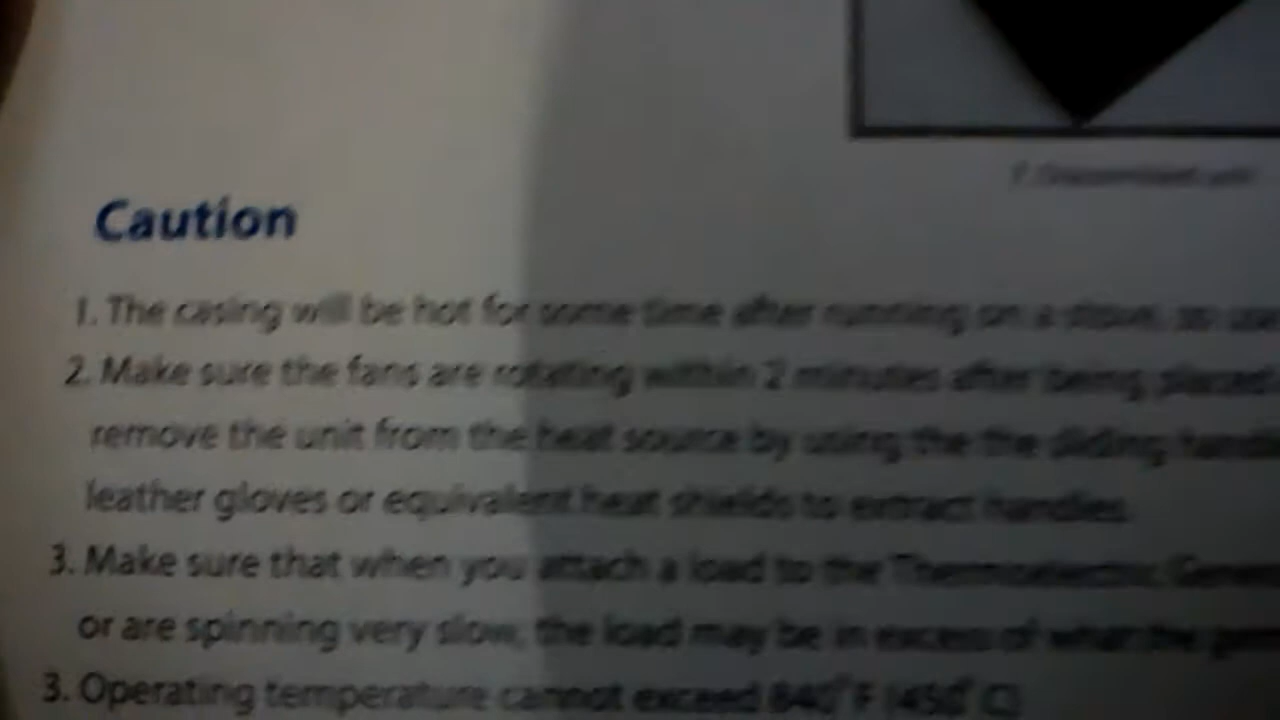 Caution
1. The casing will be hot for some time after running on a stove, so use
2. Make sure the fans are rotating within 2 minutes after being placed
remove the unit from the heat source by using the the sliding
leather gloves or equivalent heat shields to extract handles.
3. Make sure that when you attach a load to the Thermoelectric
or are spinning very slow, the load may be in excess of what the
3. Operating temperature cannot exceed 840˚F (450˚C)